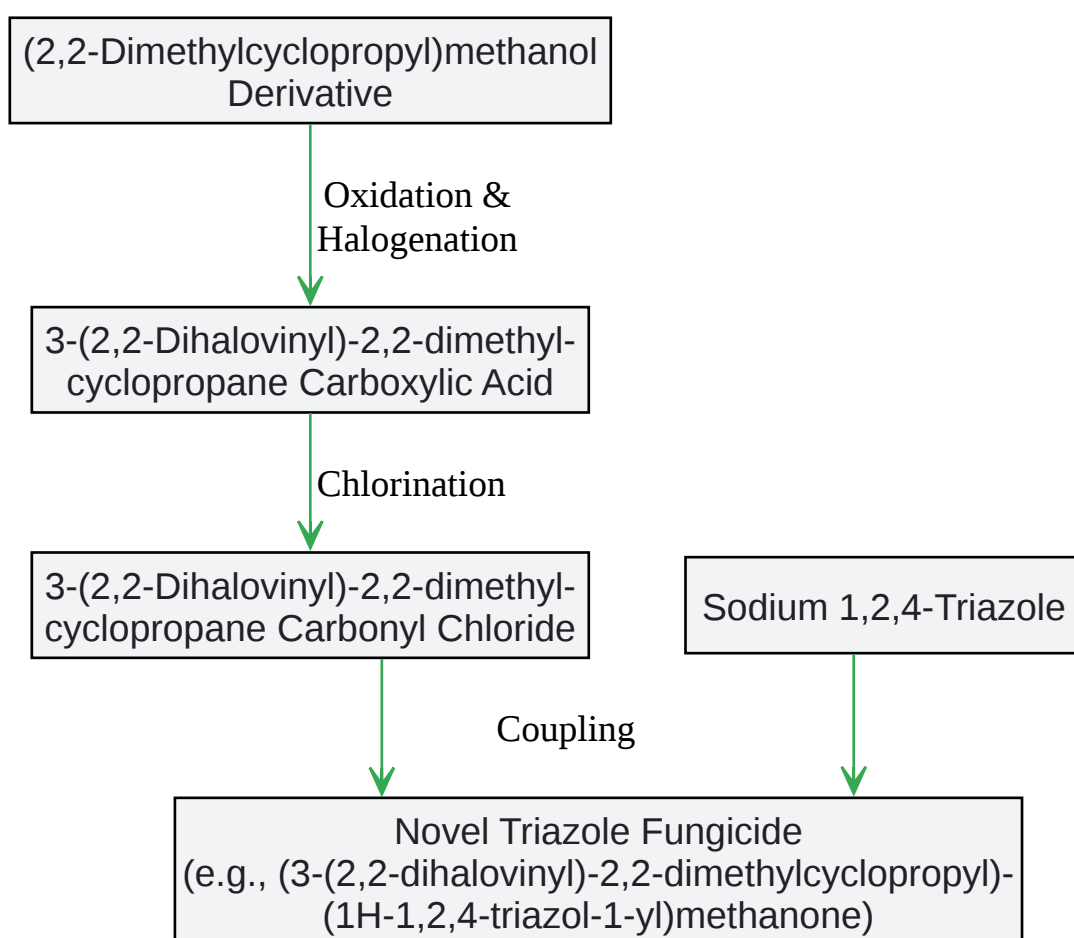 (2,2-Dimethylcyclopropyl)methanol
Derivative
Oxidation &
Halogenation
3-(2,2-Dihalovinyl)-2,2-dimethyl-
cyclopropane Carboxylic Acid
Chlorination
3-(2,2-Dihalovinyl)-2,2-dimethyl-
cyclopropane Carbonyl Chloride
Sodium 1,2,4-Triazole
Coupling
Novel Triazole Fungicide
(e.g., (3-(2,2-dihalovinyl)-2,2-dimethylcyclopropyl)-
(1H-1,2,4-triazol-1-yl)methanone)